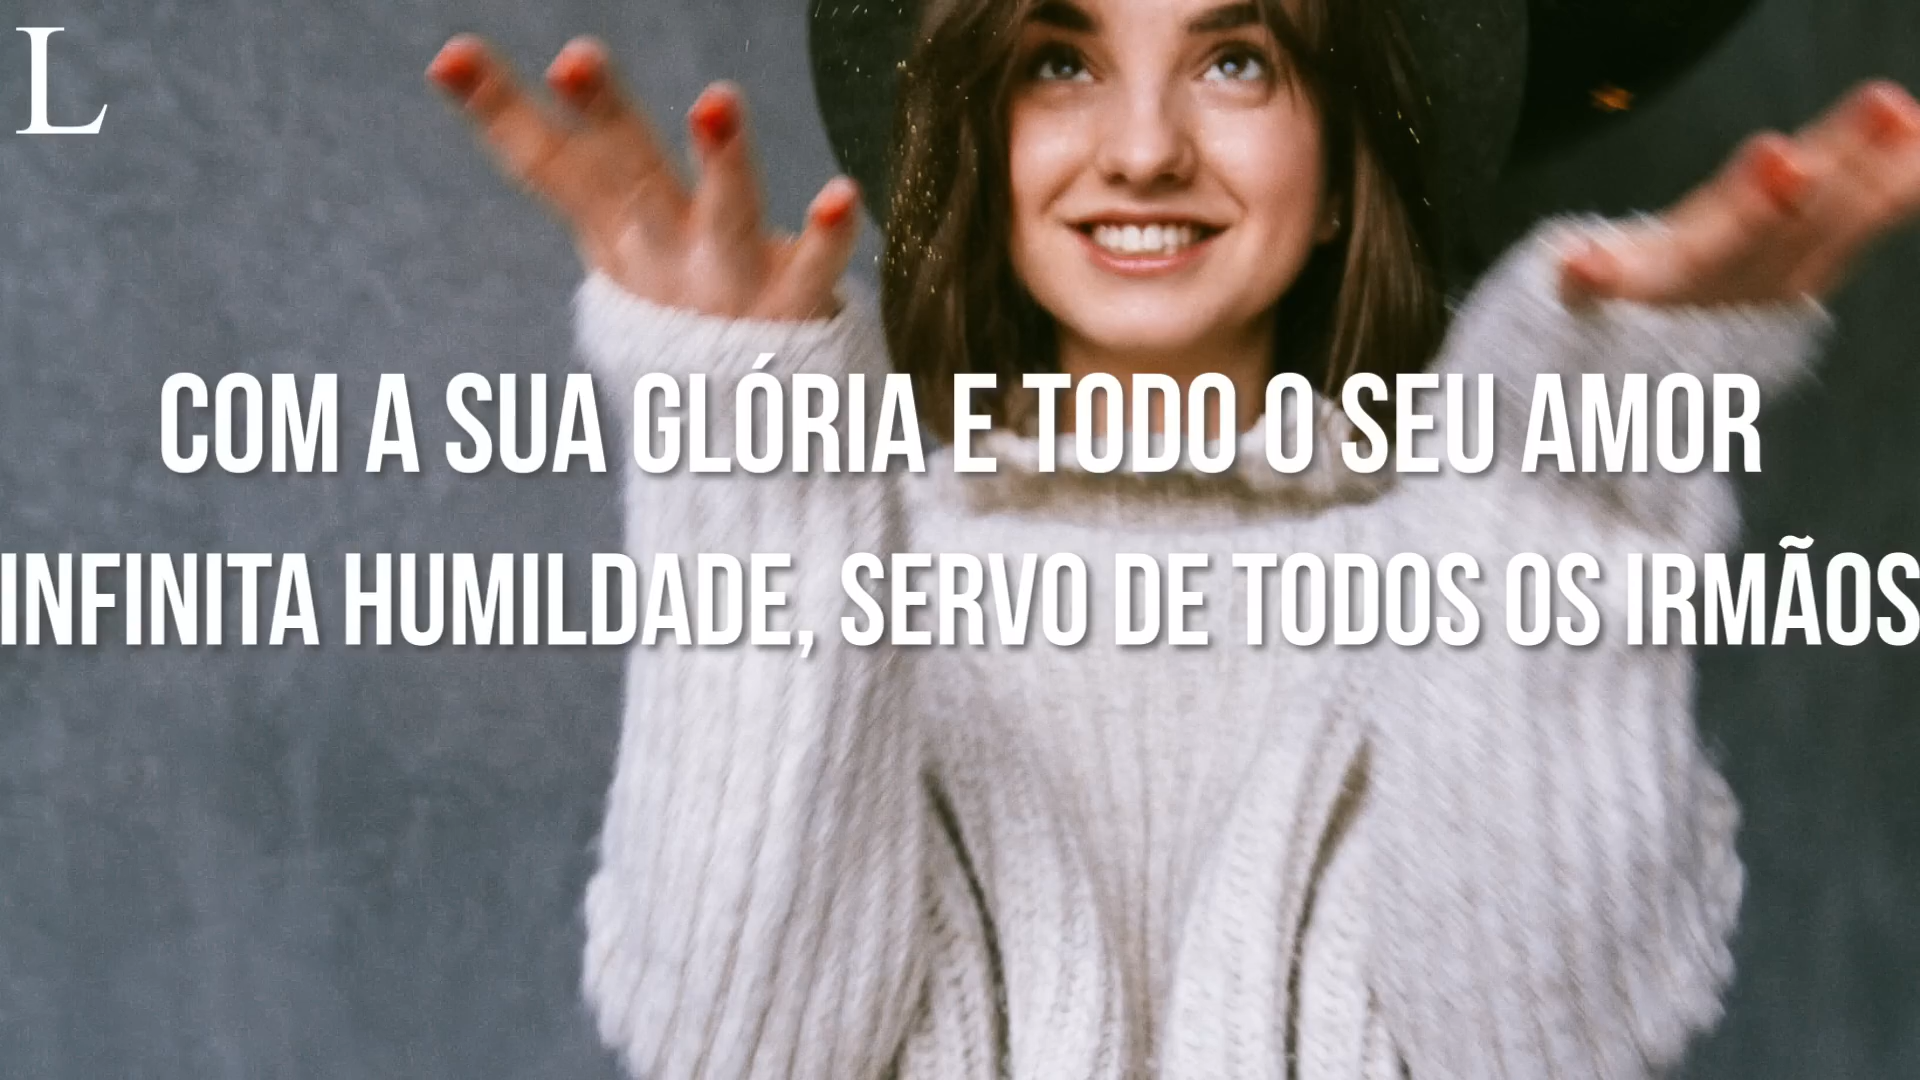 L
COM A SUA GLÓRIA E TODO O SEU AMOR
INFINITA HUMILDADE, SERVO DE TODOS OS IRMÃOS